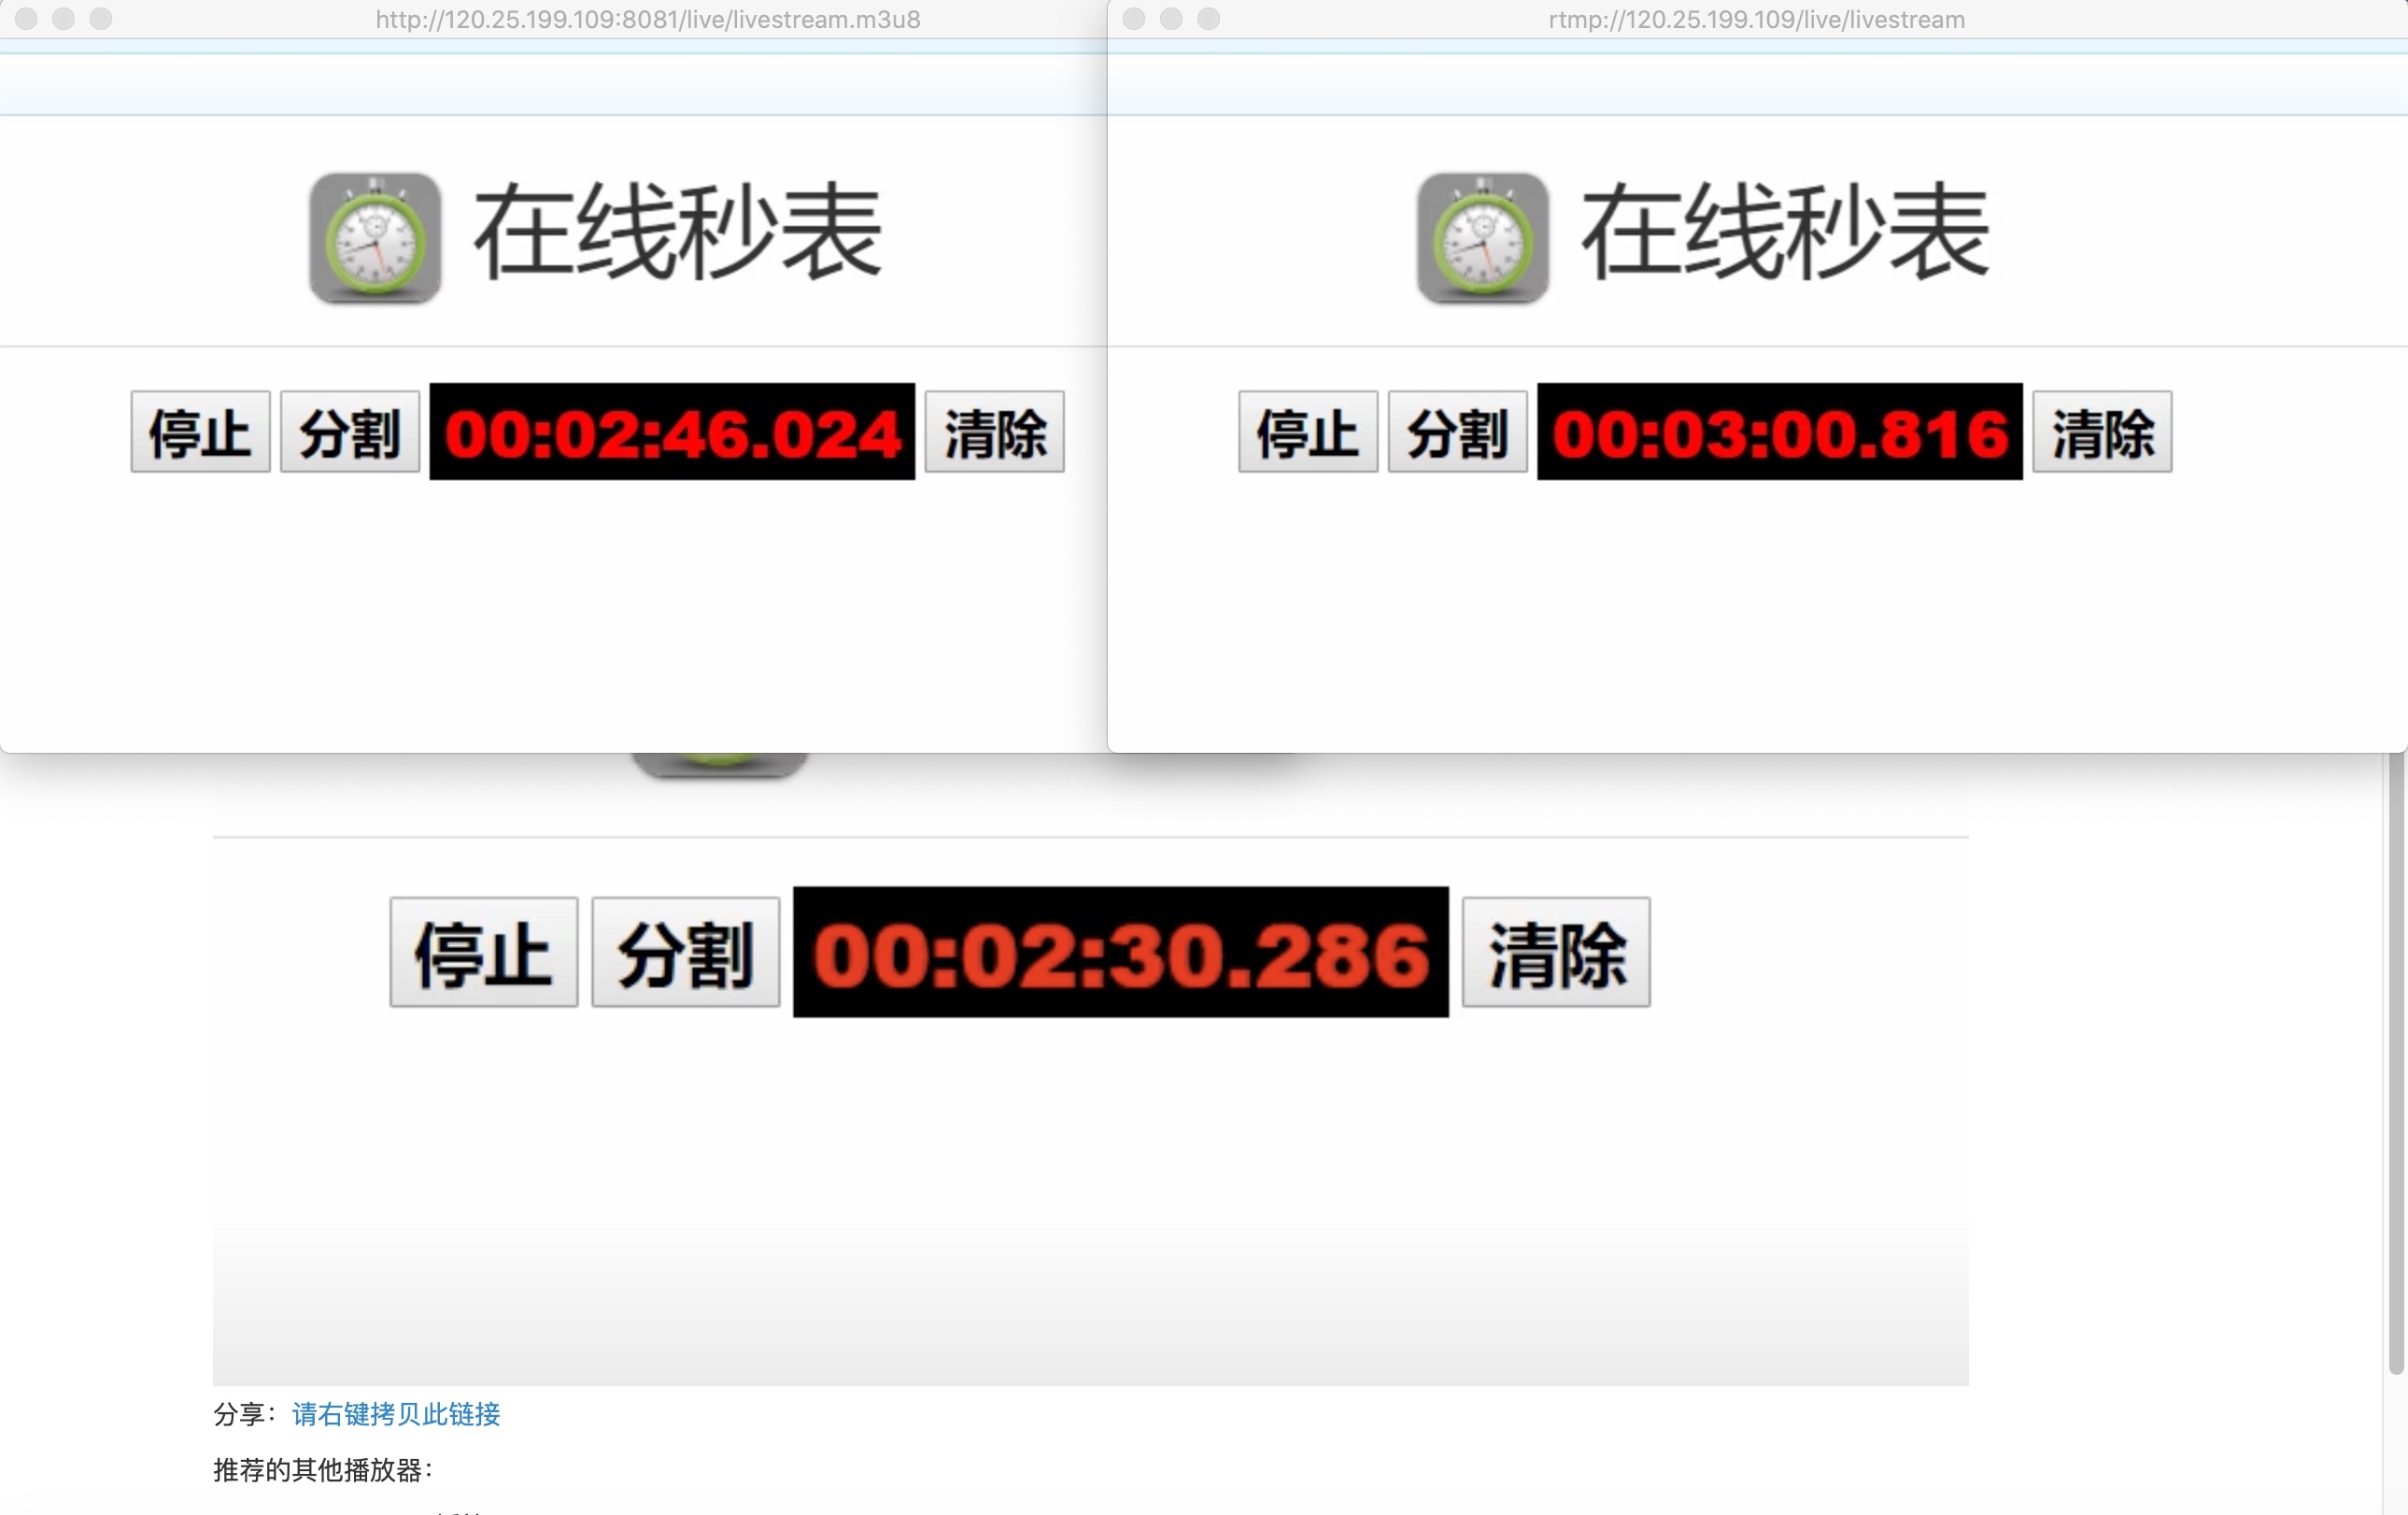 http://120.25.199.109:8081/live/livestream.m3u8
在线秒表
停止 分割 00:02:46.024 清除
rtmp://120.25.199.109/live/livestream
在线秒表
停止 分割 00:03:00.816 清除
停止 分割 00:02:30.286 清除
分享：请右键拷贝此链接
推荐的其他播放器：